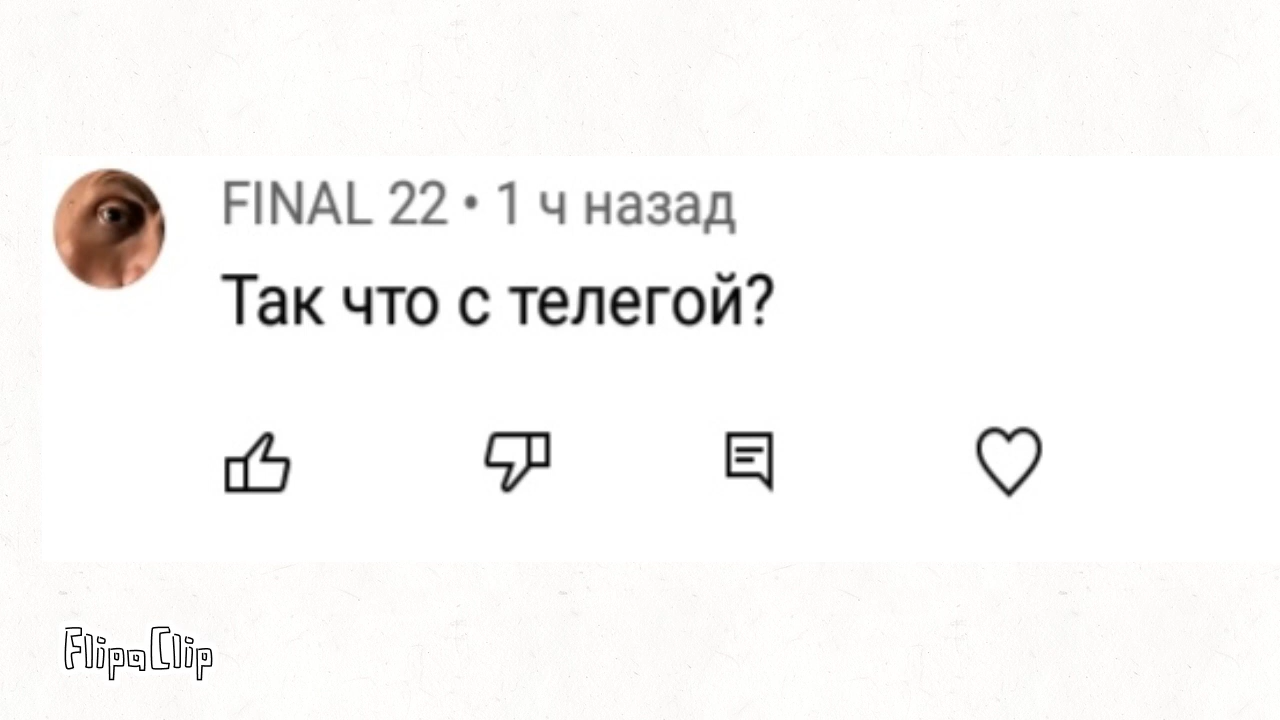 FINAL 22 • 1 ч назад
Так что с телегой?
FlipaClip